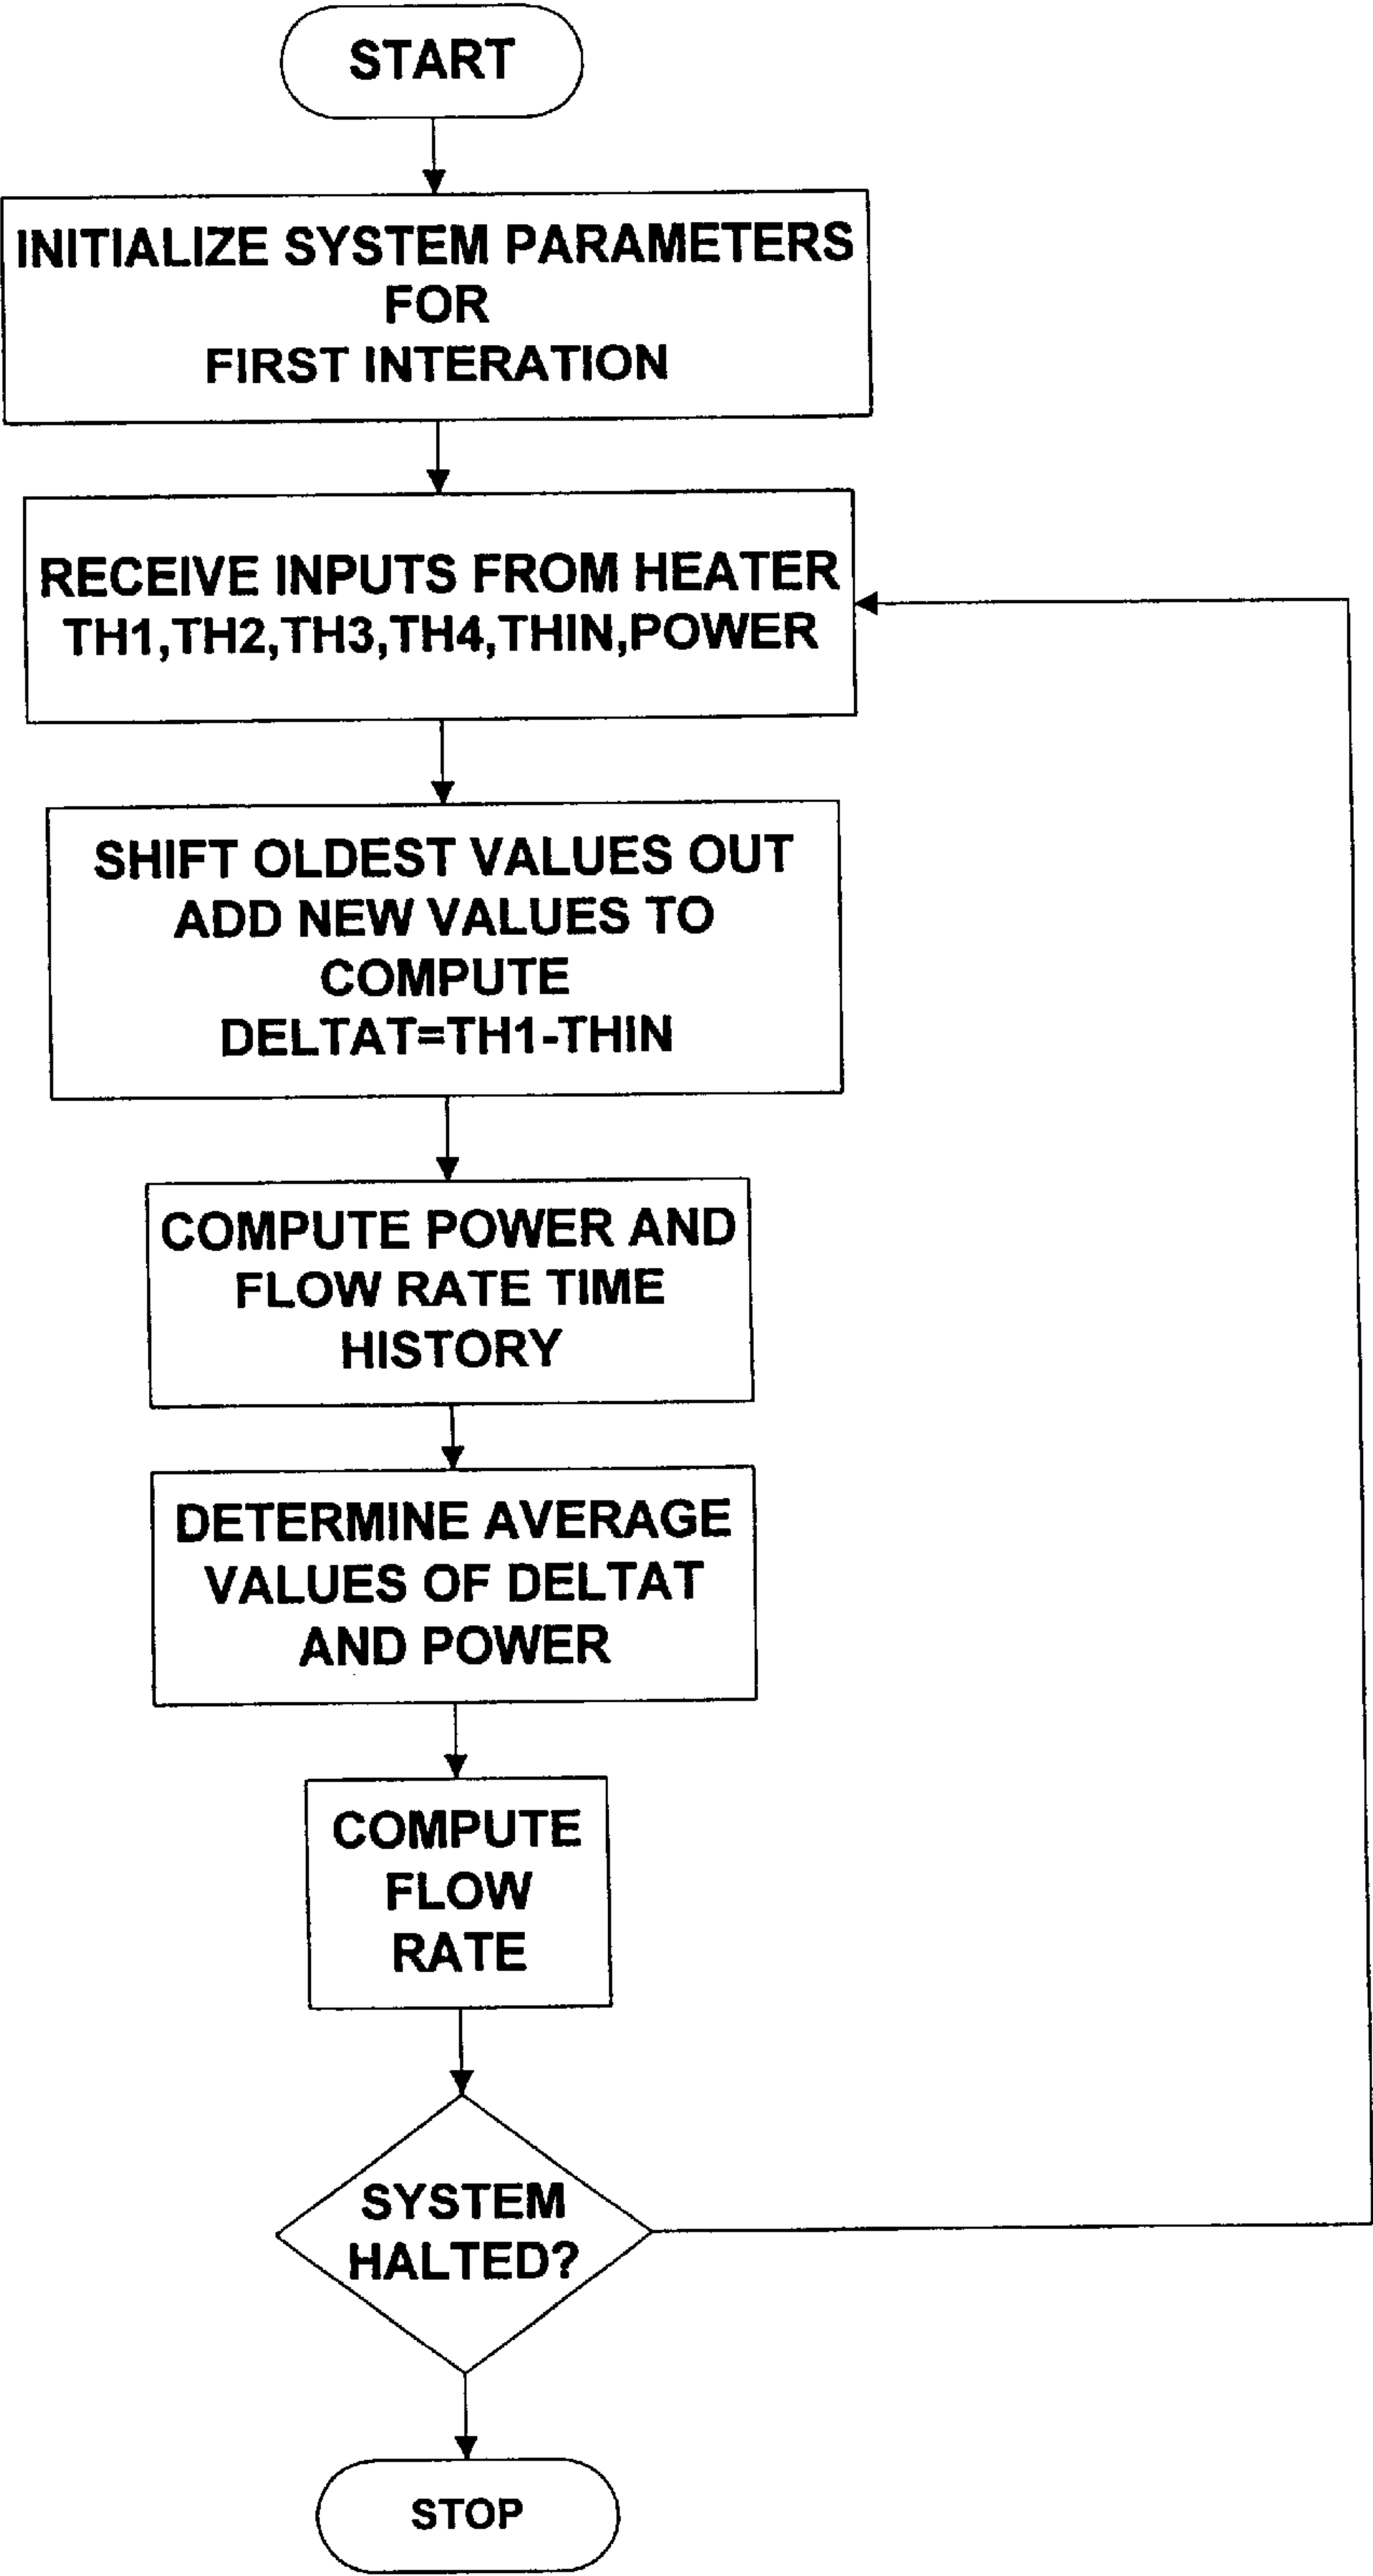 START
INITIALIZE SYSTEM PARAMETERS
FOR
FIRST INTERATION
RECEIVE INPUTS FROM HEATER
TH1,TH2,TH3,TH4,THIN,POWER
SHIFT OLDEST VALUES OUT
ADD NEW VALUES TO
COMPUTE
DELTAT=TH1-THIN
COMPUTE POWER AND
FLOW RATE TIME
HISTORY
DETERMINE AVERAGE
VALUES OF DELTAT
AND POWER
COMPUTE
FLOW
RATE
SYSTEM
HALTED?
STOP